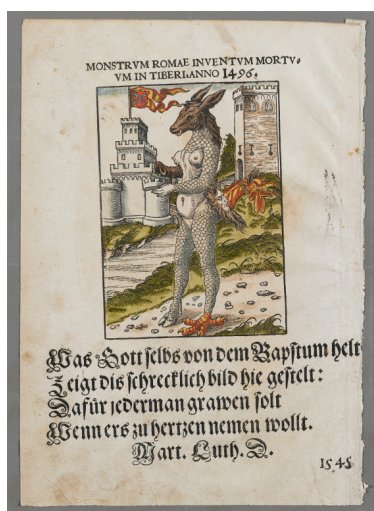 MONSTRVM ROMAE INVENTVM MORTV⸗
VM IN TIBERI. ANNO 1496.
Was Gott selbs von dem Bapstum helt
Zeigt dis schrecklich bild hie gestelt:
Dafür jederman grawen solt
Wenn ers zu hertzen nemen wollt.
Mart. Luth. D.
1545